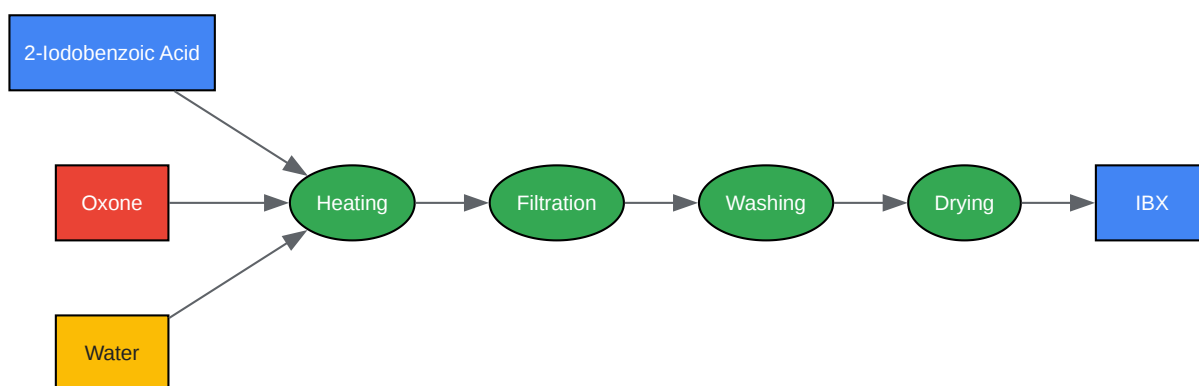 2-Iodobenzoic Acid
Oxone
Heating
Filtration
Washing
Drying
IBX
Water